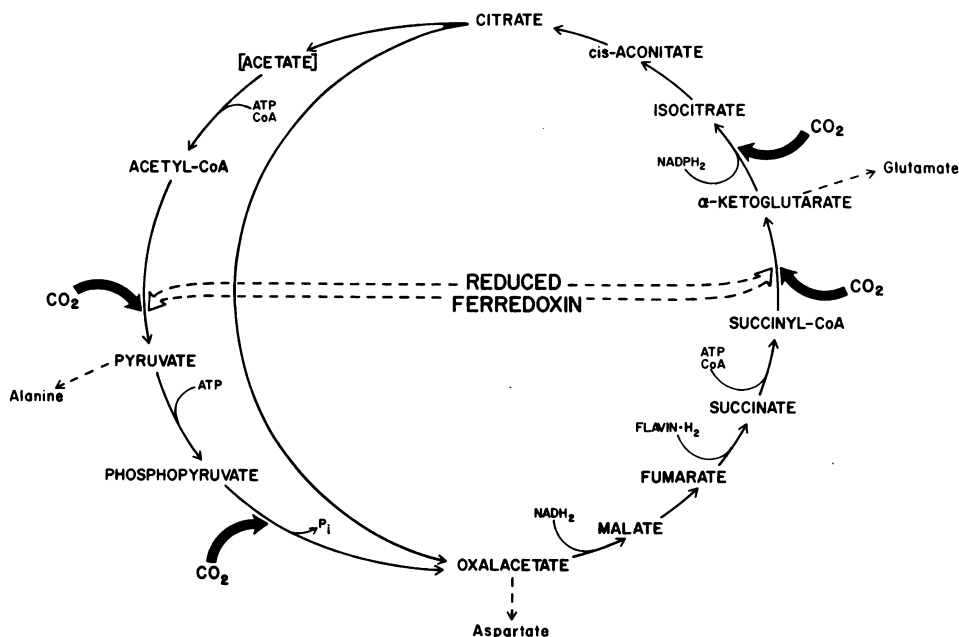 CITRATE
[ACETATE]
cis-ACONITATE
ATP
CoA
ISOCITRATE
CO2
ACETYL-CoA
NADPH2
Glutamate
α-KETOGLUTARATE
REDUCED
FERREDOXIN
CO2
CO2
SUCCINYL-CoA
PYRUVATE
ATP
CoA
Alanine
ATP
SUCCINATE
FLAVIN·H2
PHOSPHOPYRUVATE
FUMARATE
Pi
NADH2
MALATE
CO2
OXALACETATE
Aspartate